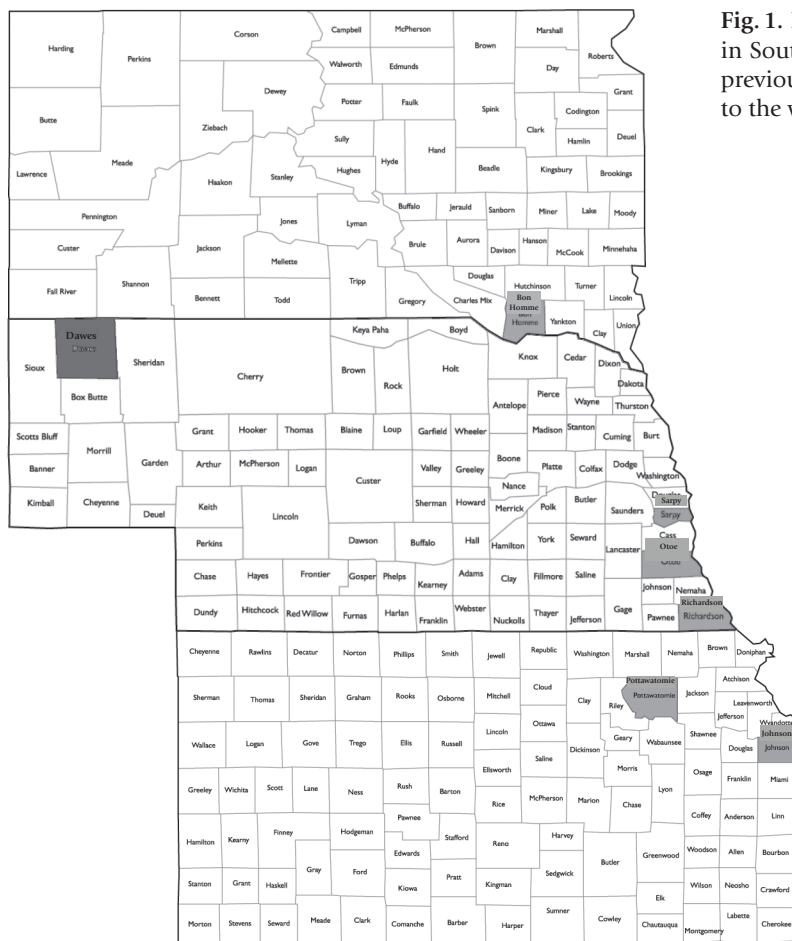 Fig. 1.
in Sout
previou
to the v
Harding
Perkins
Corson
Campbell
McPherson
Brown
Marshall
Roberts
Walworth
Edmunds
Day
Dewey
Grant
Butte
Ziebach
Potter
Faulk
Spink
Codington
Clark
Deuel
Hamlin
Meade
Sully
Hyde
Hand
Lawrence
Haakon
Stanley
Hughes
Beadle
Kingsbury
Brookings
Pennington
Jones
Lyman
Buffalo
Jerauld
Sanborn
Miner
Lake
Moody
Custer
Jackson
Mellette
Brule
Aurora
Davison
Hanson
McCook
Minnehaha
Fall River
Shannon
Bennett
Todd
Tripp
Gregory
Charles Mix
Douglas
Hutchinson
Turner
Lincoln
Bon
Homme
Homme
Yankton
Clay
Union
Dawes
Dawes
Sioux
Sheridan
Box Butte
Cherry
Keya Paha
Boyd
Brown
Rock
Holt
Knox
Cedar
Dixon
Dakota
Antelope
Pierce
Wayne
Thurston
Scotts Bluff
Morrill
Garden
Grant
Hooker
Thomas
Blaine
Loup
Garfield
Wheeler
Madison
Stanton
Cuming
Burt
Banner
Arthur
McPherson
Logan
Custer
Valley
Greeley
Boone
Platte
Colfax
Dodge
Washington
Nance
Kimball
Cheyenne
Deuel
Keith
Lincoln
Sherman
Howard
Merrick
Polk
Butler
Saunders
Douglas
Sarpy
Sarpy
Perkins
Dawson
Buffalo
Hall
Hamilton
York
Seward
Lancaster
Cass
Otoe
Otoe
Chase
Hayes
Frontier
Gosper
Phelps
Kearney
Adams
Clay
Fillmore
Saline
Johnson
Nemaha
Dundy
Hitchcock
Red Willow
Furnas
Harlan
Franklin
Webster
Nuckolls
Thayer
Jefferson
Gage
Pawnee
Richardson
Richardson
Cheyenne
Rawlins
Decatur
Norton
Phillips
Smith
Jewell
Republic
Washington
Marshall
Nemaha
Brown
Doniphan
Sherman
Thomas
Sheridan
Graham
Rooks
Osborne
Mitchell
Cloud
Clay
Riley
Pottawatomie
Pottawatomie
Jackson
Atchison
Jefferson
Leavenworth
Wyandotte
Wallace
Logan
Gove
Trego
Ellis
Russell
Lincoln
Ottawa
Saline
Dickinson
Geary
Wabaunsee
Shawnee
Douglas
Johnson
Johnson
Ellsworth
Morris
Lyon
Osage
Franklin
Miami
Greeley
Wichita
Scott
Lane
Ness
Rush
Barton
Rice
McPherson
Marion
Chase
Coffey
Anderson
Linn
Hamilton
Kearny
Finney
Hodgeman
Pawnee
Stafford
Reno
Harvey
Butler
Greenwood
Woodson
Allen
Bourbon
Edwards
Gray
Ford
Pratt
Kingman
Sedgwick
Stanton
Grant
Haskell
Kiowa
Elk
Wilson
Neosho
Crawford
Morton
Stevens
Seward
Meade
Clark
Comanche
Barber
Harper
Sumner
Cowley
Chautauqua
Montgomery
Labette
Cherokee